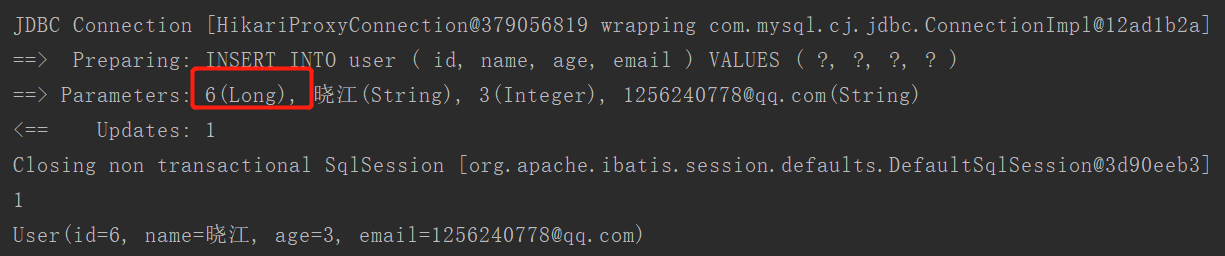 JDBC Connection [HikariProxyConnection@379056819 wrapping com.mysql.cj.jdbc.ConnectionImpl@12ad1b2a]
==>  Preparing: INSERT INTO user ( id, name, age, email ) VALUES ( ?, ?, ?, ? )
==> Parameters: 6(Long), 晓江(String), 3(Integer), 1256240778@qq.com(String)
<==    Updates: 1
Closing non transactional SqlSession [org.apache.ibatis.session.defaults.DefaultSqlSession@3d90eeb3]
1
User(id=6, name=晓江, age=3, email=1256240778@qq.com)